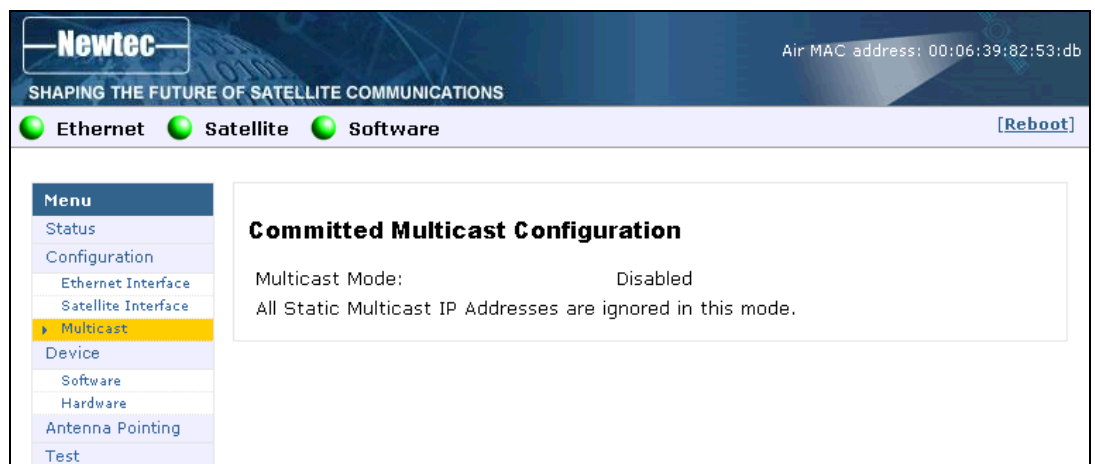 Newtec
Air MAC address: 00:06:39:82:53:db
SHAPING THE FUTURE OF SATELLITE COMMUNICATIONS
Ethernet Satellite Software [Reboot]
Menu
Status
Configuration
Ethernet Interface
Satellite Interface
Multicast
Device
Software
Hardware
Antenna Pointing
Test
Committed Multicast Configuration
Multicast Mode: Disabled
All Static Multicast IP Addresses are ignored in this mode.